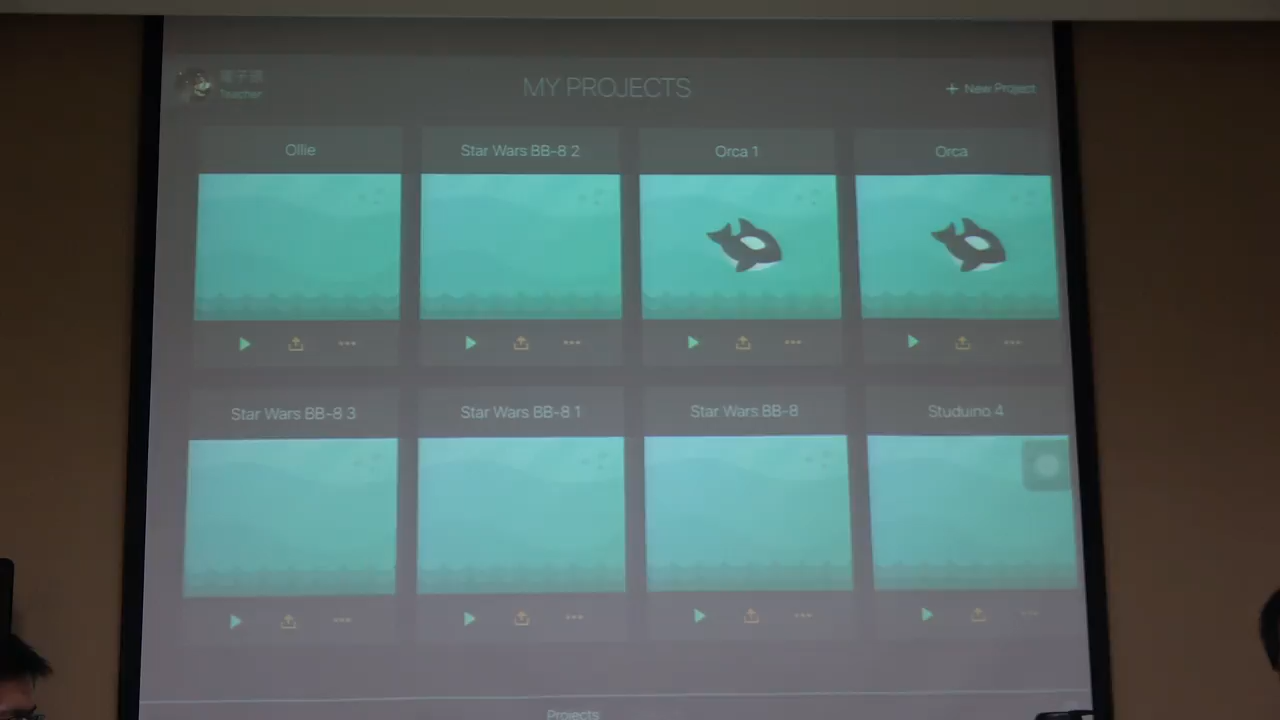 Teacher
MY PROJECTS
+ New Project
Ollie
Star Wars BB-8 2
Orca 1
Orca
Star Wars BB-8 3
Star Wars BB-8 1
Star Wars BB-8
Studuino 4
Projects